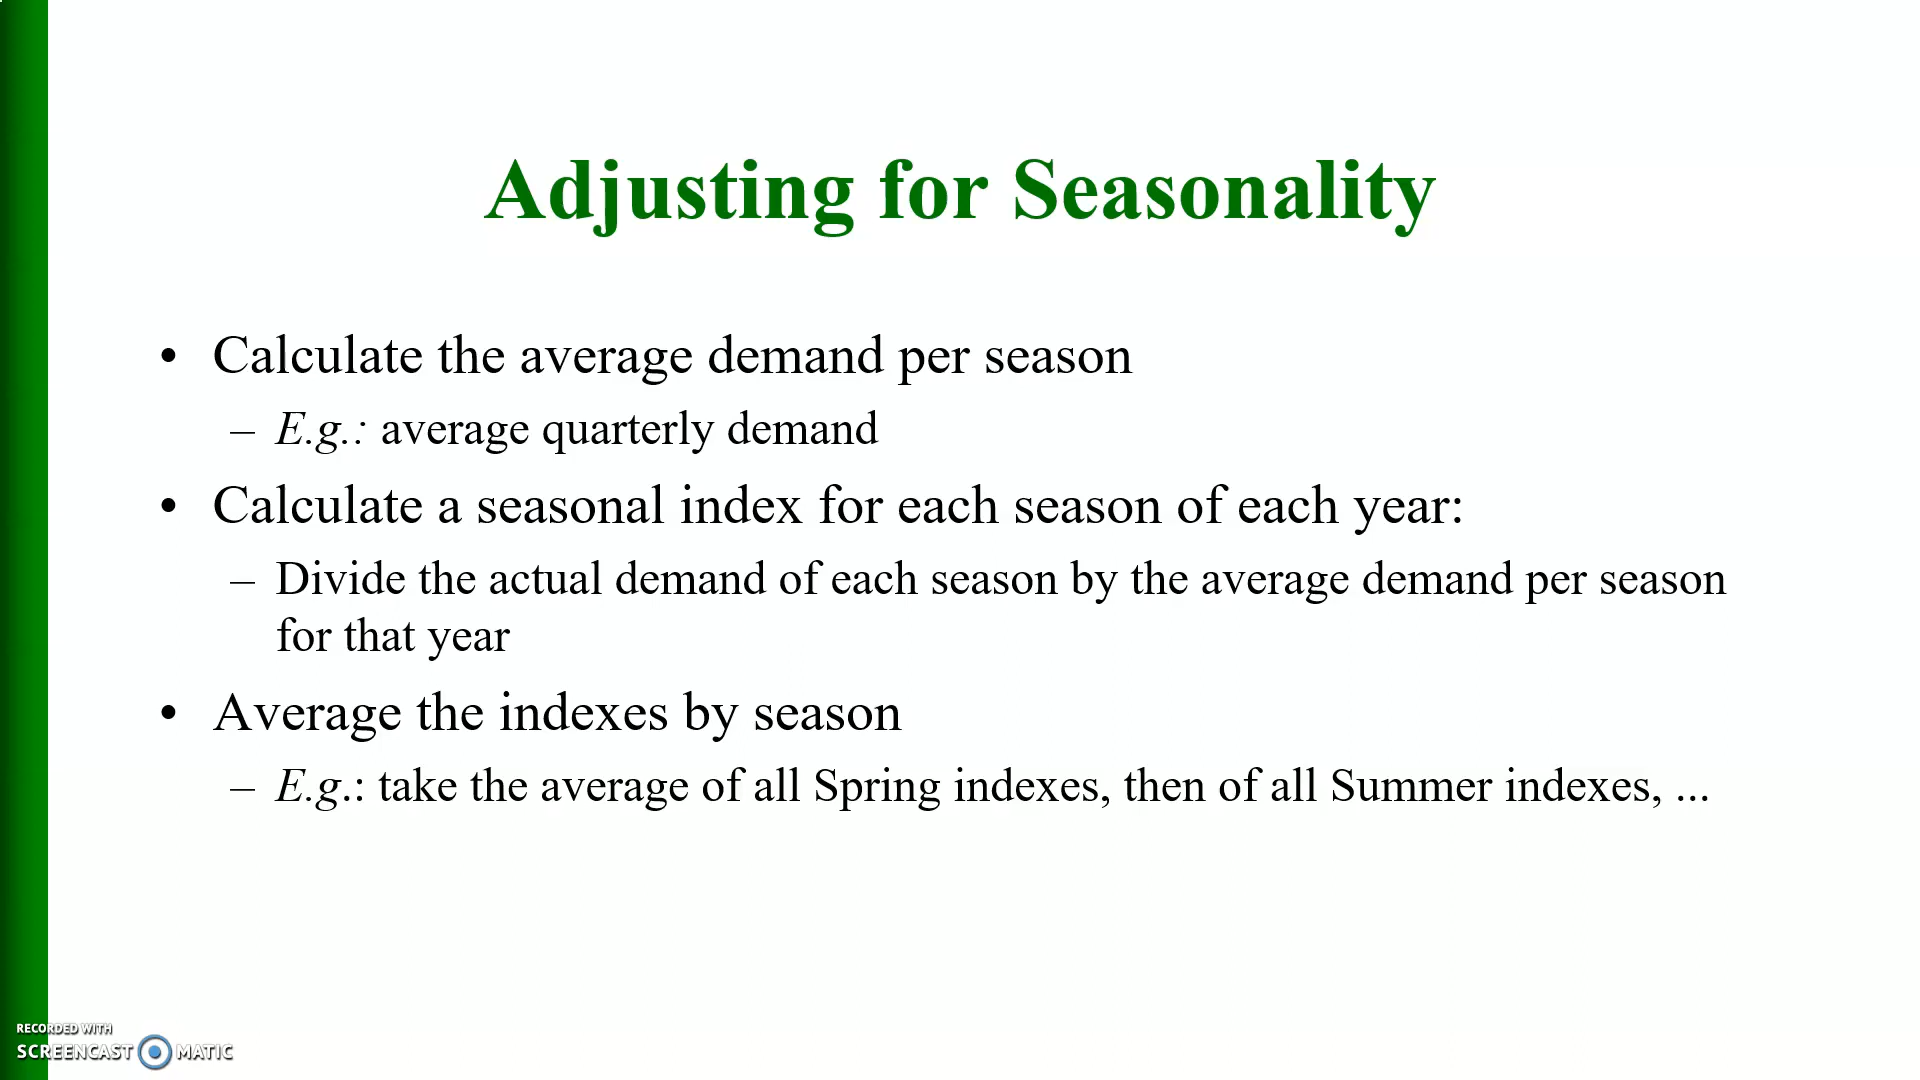 Adjusting for Seasonality
• Calculate the average demand per season
– E.g.: average quarterly demand
• Calculate a seasonal index for each season of each year:
– Divide the actual demand of each season by the average demand per season
for that year
• Average the indexes by season
– E.g.: take the average of all Spring indexes, then of all Summer indexes, ...
RECORDED WITH
SCREENCAST MATIC